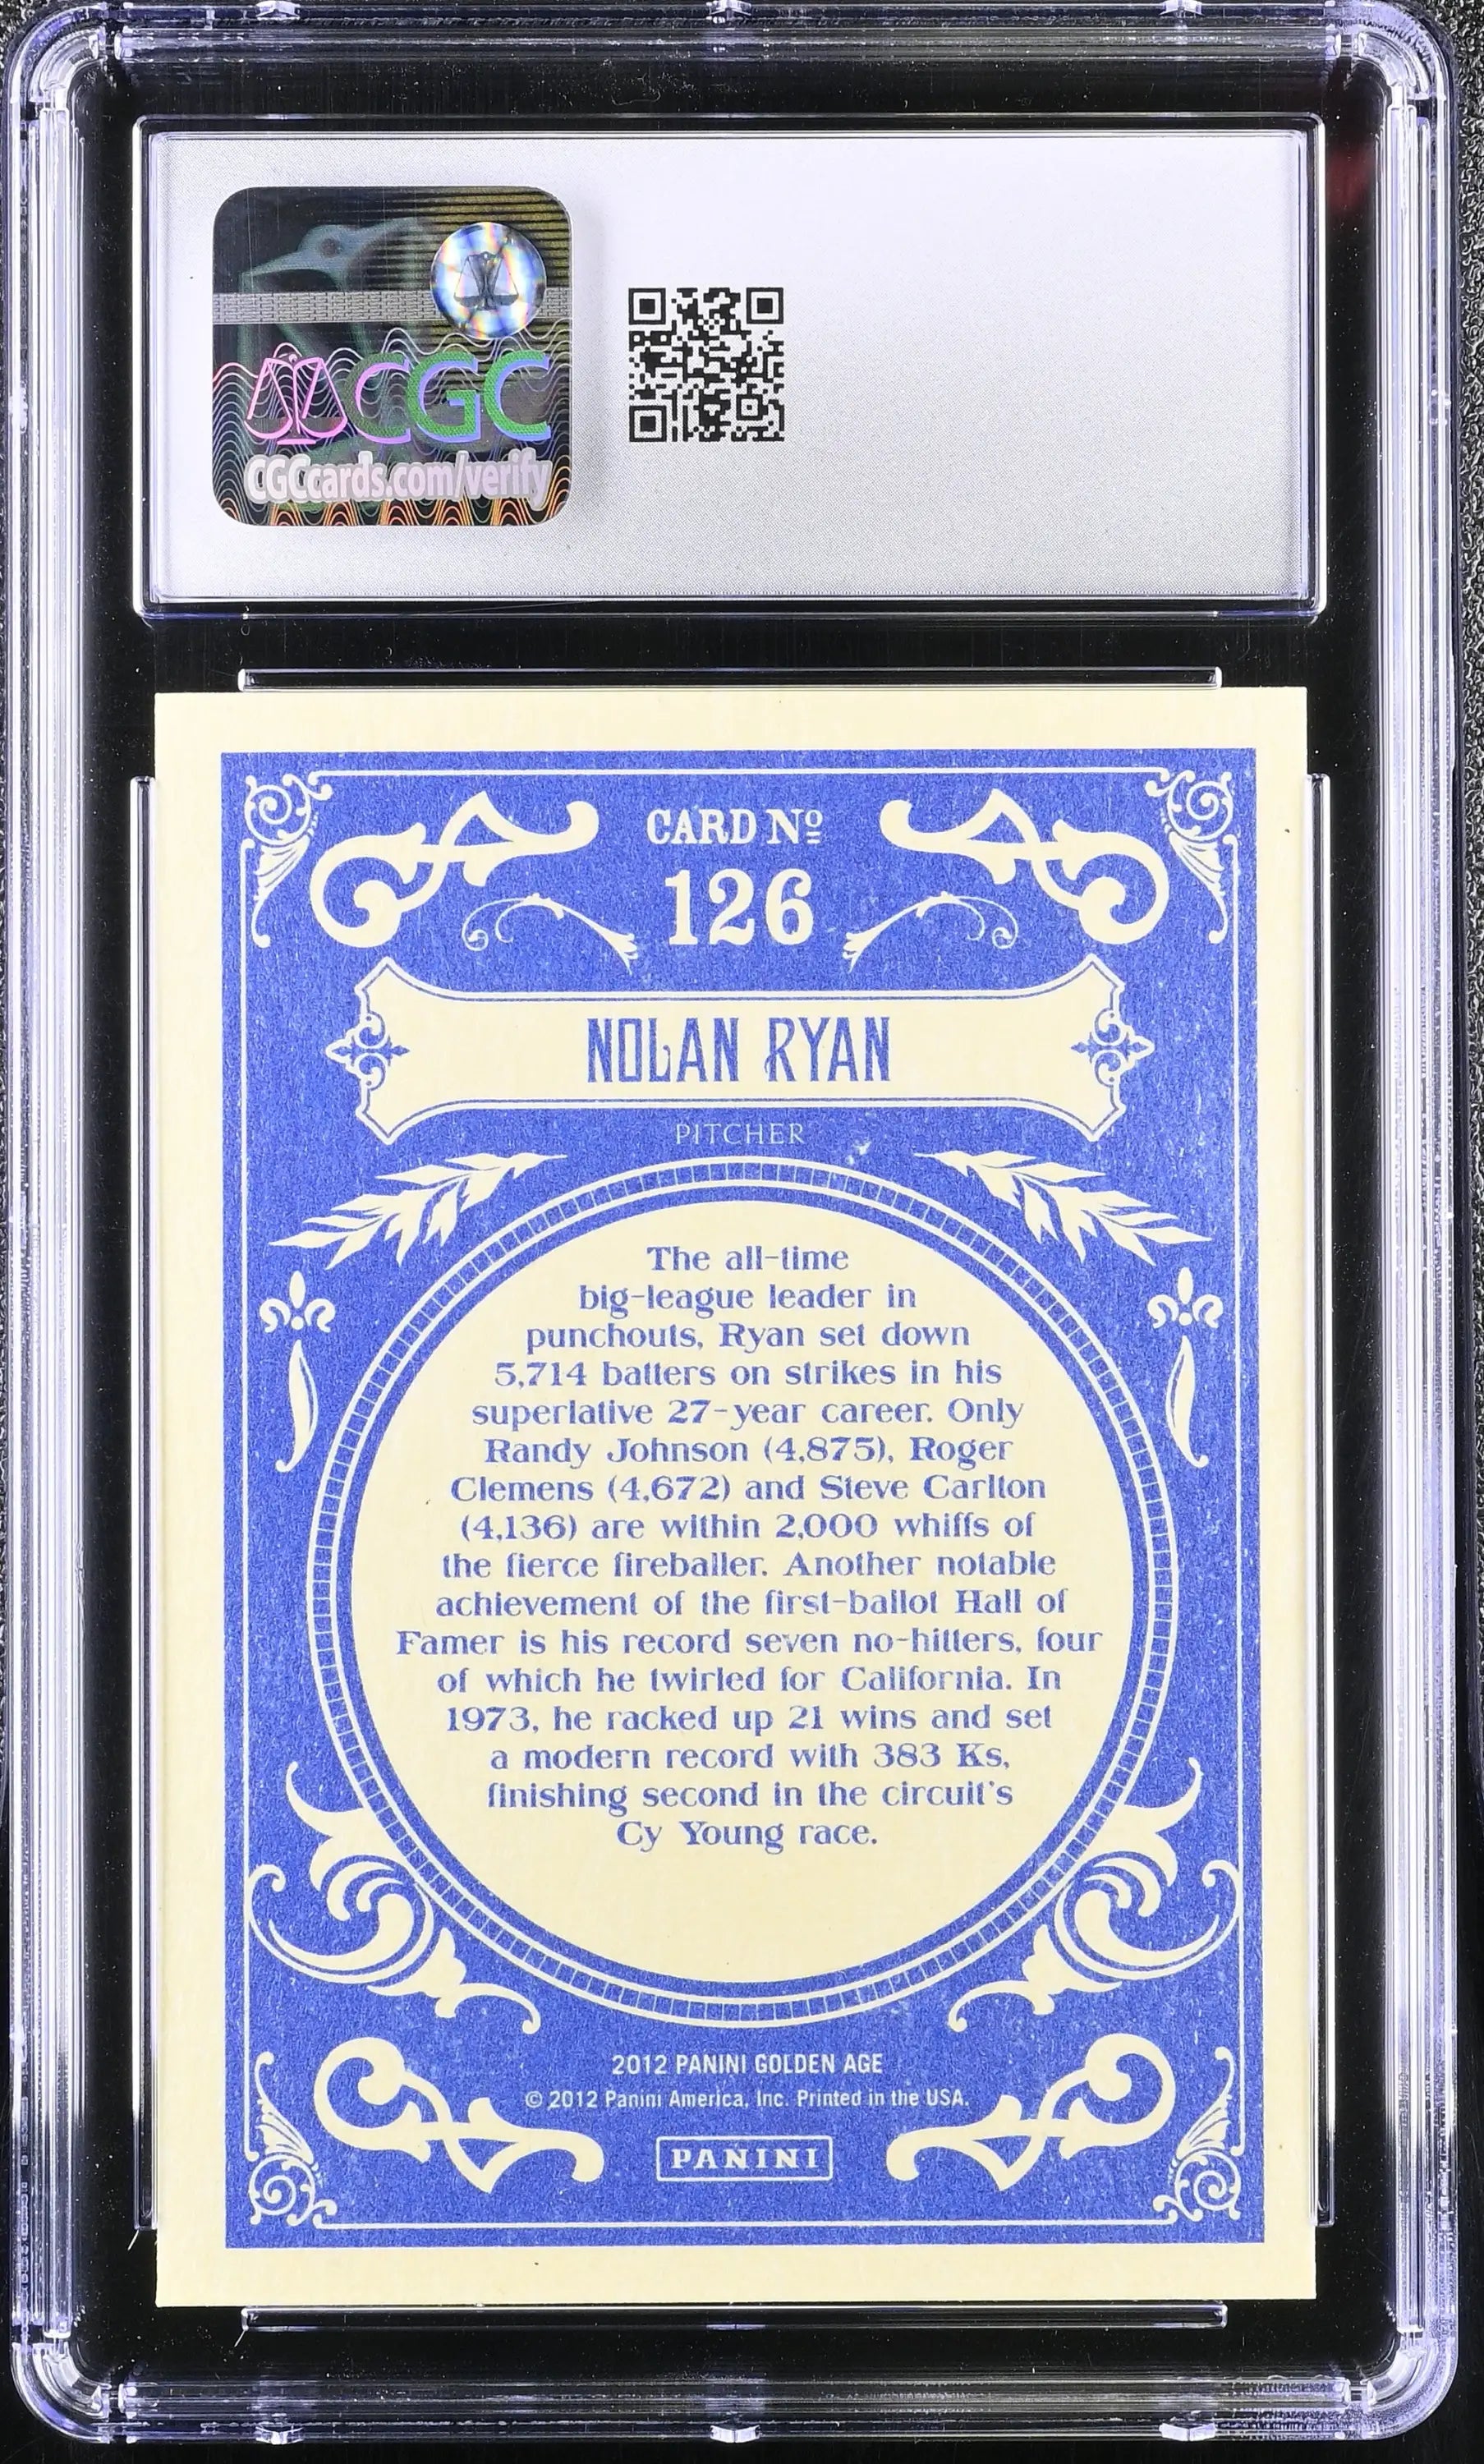 CGC
CGCcards.com/verify
CARD Nº
126
NOLAN RYAN
PITCHER
The all-time
big-league leader in
punchouts, Ryan set down
5,714 batters on strikes in his
superlative 27-year career. Only
Randy Johnson (4,875), Roger
Clemens (4,672) and Steve Carlton
(4,136) are within 2,000 whiffs of
the fierce fireballer. Another notable
achievement of the first-ballot Hall of
Famer is his record seven no-hitters, four
of which he twirled for California. In
1973, he racked up 21 wins and set
a modern record with 383 Ks,
finishing second in the circuit's
Cy Young race.
2012 PANINI GOLDEN AGE
© 2012 Panini America, Inc. Printed in the USA.
PANINI